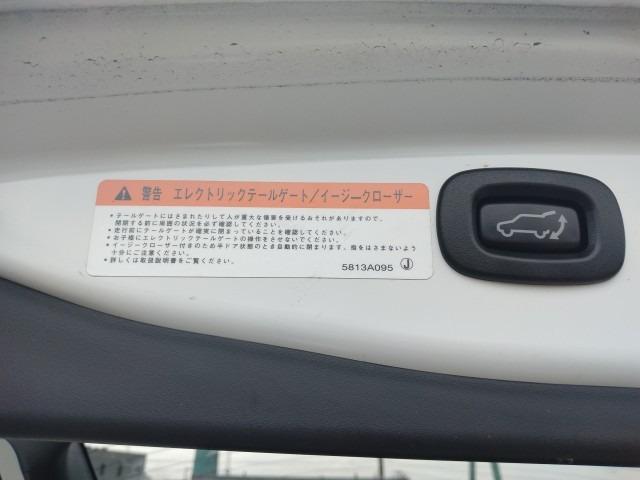 警告 エレクトリックテールゲート/イージークローザー
•テールゲートにはさまれたりして人が重大な傷害を受けるおそれがありますので、
開閉する前に周囲の状況を必ず確認してください。
•走行前にテールゲートが確実に閉まっていることを確認してください。
•お子様にエレクトリックテールゲートの操作をさせないでください。
•イージークローザー付きのため半ドア状態のとき自動的に閉まります、指をはさまないよう
十分にご注意ください。
•詳しくは取扱説明書をご覧ください。
5813A095 Ⓙ